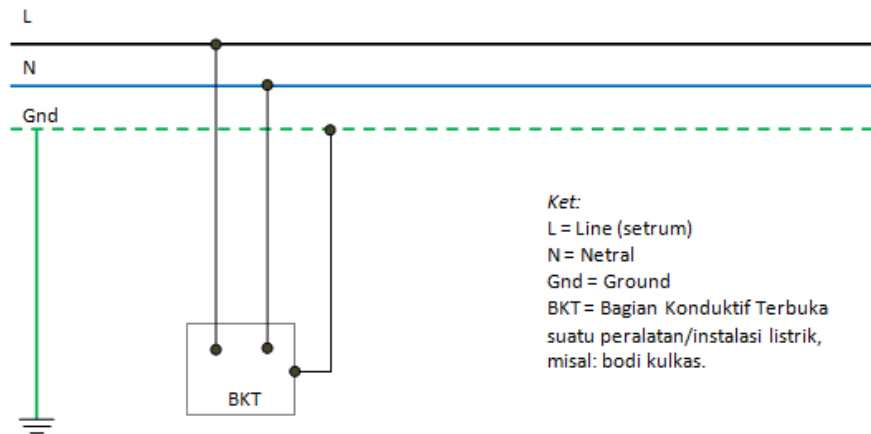 L
N
Gnd
Ket:
L = Line (setrum)
N = Netral
Gnd = Ground
BKT = Bagian Konduktif Terbuka
suatu peralatan/instalasi listrik,
misal: bodi kulkas.
BKT